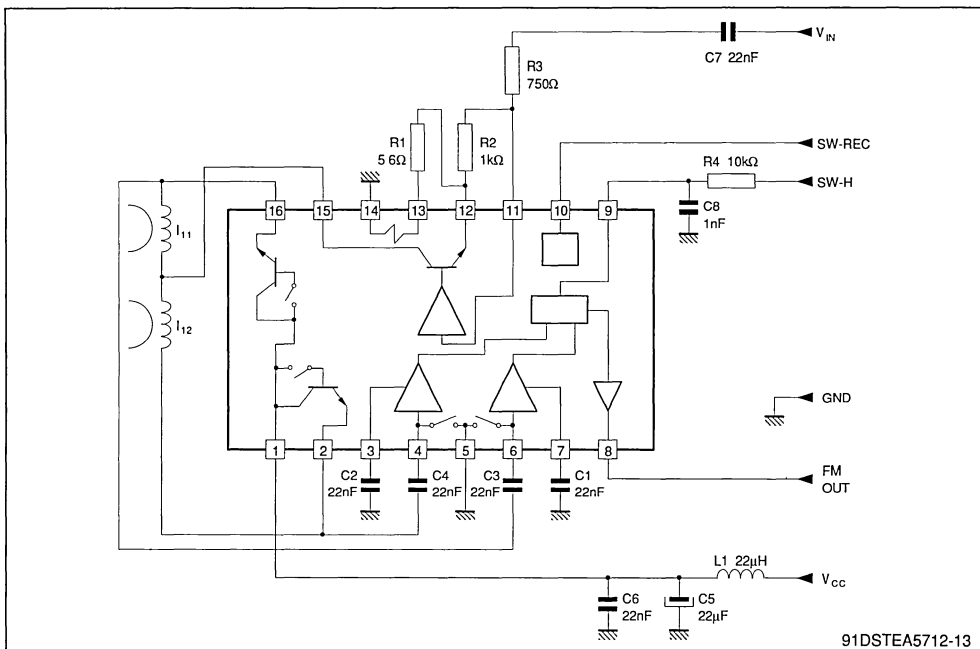 V_IN
C7 22nF
R3
750Ω
R1
5 6Ω
R2
1kΩ
SW-REC
R4 10kΩ
SW-H
C8
1nF
16 15 14 13 12 11 10 9
I11
I12
GND
1 2 3 4 5 6 7 8
C2
22nF
C4
22nF
C3
22nF
C1
22nF
FM
OUT
L1 22µH
V_CC
C6
22nF
C5
22µF
91DSTEA5712-13